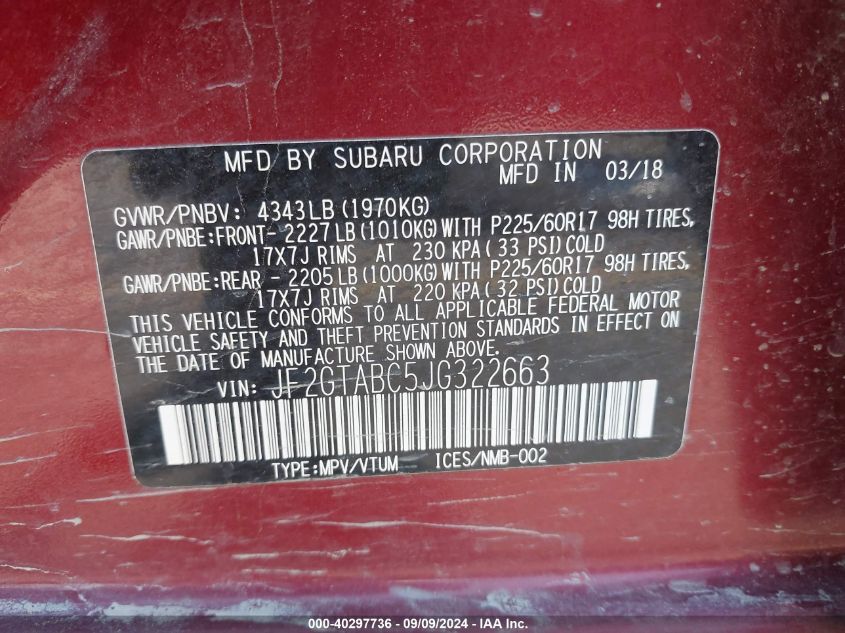 MFD BY SUBARU CORPORATION
MFD IN 03/18
GVWR/PNBV: 4343LB (1970KG)
GAWR/PNBE:FRONT- 2227LB (1010KG) WITH P225/60R17 98H TIRES,
17X7J RIMS AT 230 KPA( 33 PSI) COLD
GAWR/PNBE:REAR - 2205LB (1000KG) WITH P225/60R17 98H TIRES,
17X7J RIMS AT 220 KPA( 32 PSI) COLD
THIS VEHICLE CONFORMS TO ALL APPLICABLE FEDERAL MOTOR
VEHICLE SAFETY AND THEFT PREVENTION STANDARDS IN EFFECT ON
THE DATE OF MANUFACTURE SHOWN ABOVE.
VIN: JF2GTABC5JG322663
TYPE:MPV/VTUM ICES/NMB-002
000-40297736 - 09/09/2024 - IAA Inc.